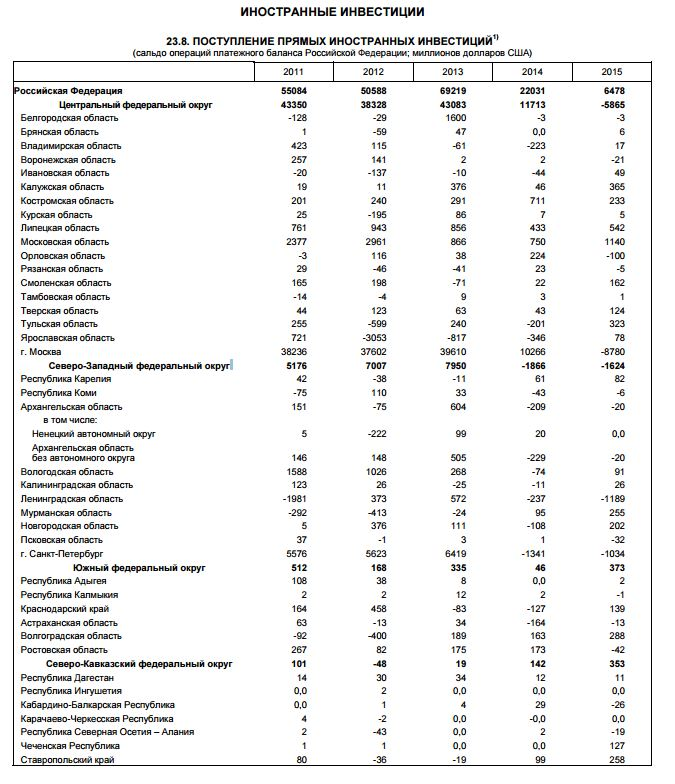 ИНОСТРАННЫЕ ИНВЕСТИЦИИ
23.8. ПОСТУПЛЕНИЕ ПРЯМЫХ ИНОСТРАННЫХ ИНВЕСТИЦИЙ1)
(сальдо операций платежного баланса Российской Федерации; миллионов долларов США)
2011 2012 2013 2014 2015
Российская Федерация 55084 50588 69219 22031 6478
Центральный федеральный округ 43350 38328 43083 11713 -5865
Белгородская область -128 -29 1600 -3 -3
Брянская область 1 -59 47 0,0 6
Владимирская область 423 115 -61 -223 17
Воронежская область 257 141 2 2 -21
Ивановская область -20 -137 -10 -44 49
Калужская область 19 11 376 46 365
Костромская область 201 240 291 711 233
Курская область 25 -195 86 7 5
Липецкая область 761 943 856 433 542
Московская область 2377 2961 866 750 1140
Орловская область -3 116 38 224 -100
Рязанская область 29 -46 -41 23 -5
Смоленская область 165 198 -71 22 162
Тамбовская область -14 -4 9 3 1
Тверская область 44 123 63 43 124
Тульская область 255 -599 240 -201 323
Ярославская область 721 -3053 -817 -346 78
г. Москва 38236 37602 39610 10266 -8780
Северо-Западный федеральный округ 5176 7007 7950 -1866 -1624
Республика Карелия 42 -38 -11 61 82
Республика Коми -75 110 33 -43 -6
Архангельская область 151 -75 604 -209 -20
в том числе:
Ненецкий автономный округ 5 -222 99 20 0,0
Архангельская область
без автономного округа 146 148 505 -229 -20
Вологодская область 1588 1026 268 -74 91
Калининградская область 123 26 -25 -11 26
Ленинградская область -1981 373 572 -237 -1189
Мурманская область -292 -413 -24 95 255
Новгородская область 5 376 111 -108 202
Псковская область 37 -1 3 1 -32
г. Санкт-Петербург 5576 5623 6419 -1341 -1034
Южный федеральный округ 512 168 335 46 373
Республика Адыгея 108 38 8 0,0 2
Республика Калмыкия 2 2 12 2 -1
Краснодарский край 164 458 -83 -127 139
Астраханская область 63 -13 34 -164 -13
Волгоградская область -92 -400 189 163 288
Ростовская область 267 82 175 173 -42
Северо-Кавказский федеральный округ 101 -48 19 142 353
Республика Дагестан 14 30 34 12 11
Республика Ингушетия 0,0 2 0,0 0,0 0,0
Кабардино-Балкарская Республика 0,0 1 4 29 -26
Карачаево-Черкесская Республика 4 -2 -0,0 -0,0 0,0
Республика Северная Осетия – Алания 2 -43 0,0 2 -19
Чеченская Республика 1 1 0,0 0,0 127
Ставропольский край 80 -36 -19 99 258